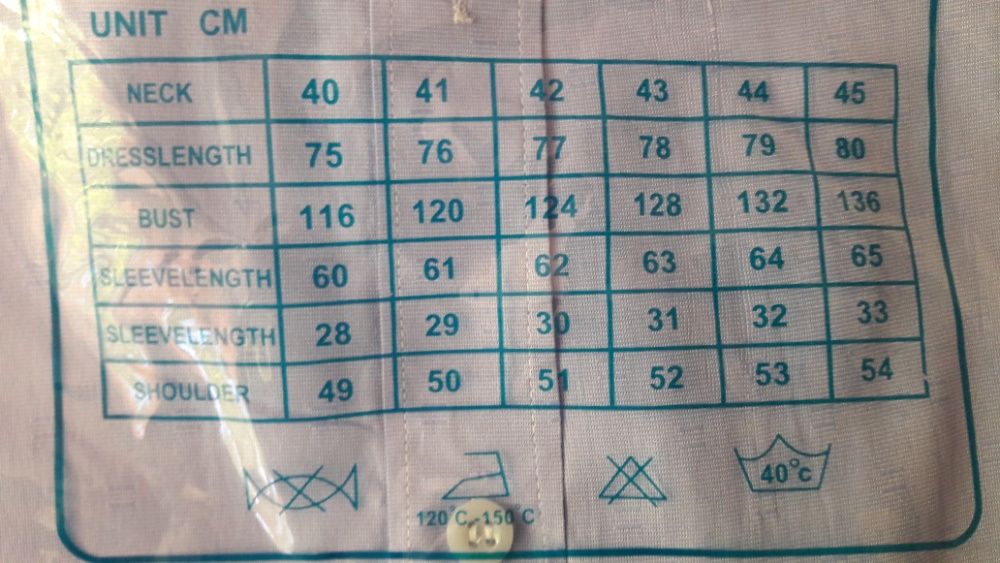 UNIT CM
NECK 40 41 42 43 44 45
DRESSLENGTH 75 76 77 78 79 80
BUST 116 120 124 128 132 136
SLEEVELENGTH 60 61 62 63 64 65
SLEEVELENGTH 28 29 30 31 32 33
SHOULDER 49 50 51 52 53 54
40°c
120°C-150°C